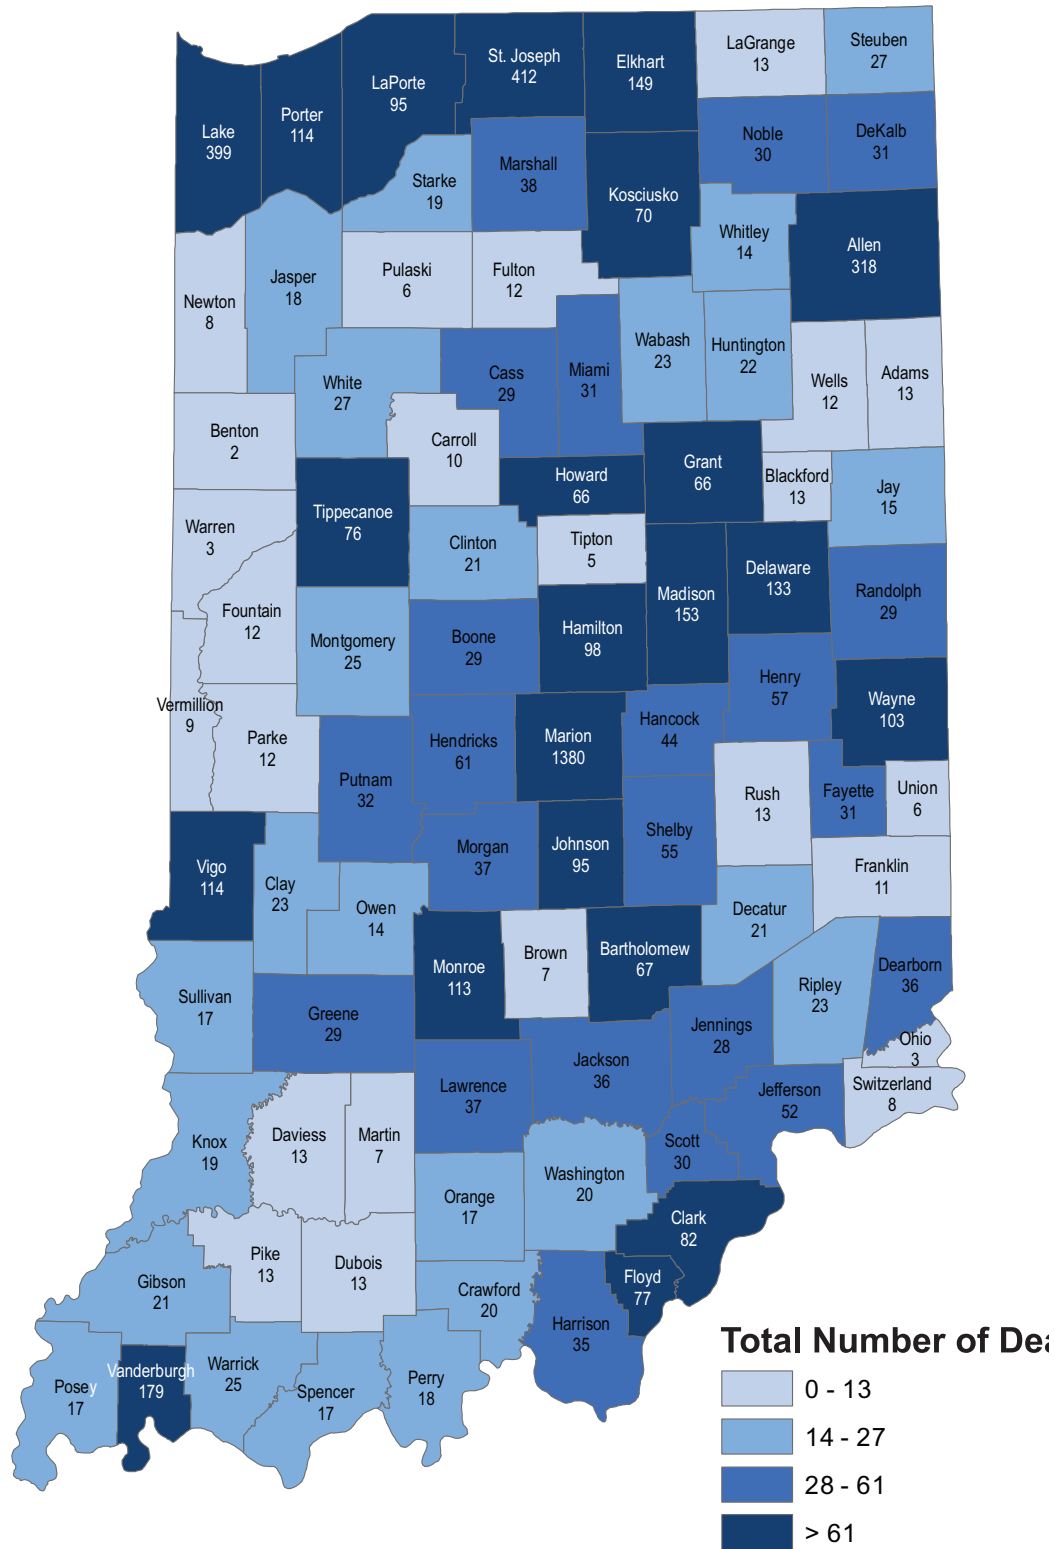 LaGrange
13
Steuben
27
St. Joseph
412
Elkhart
149
LaPorte
95
Porter
114
Lake
399
Noble
30
DeKalb
31
Marshall
38
Starke
19
Kosciusko
70
Whitley
14
Allen
318
Pulaski
6
Fulton
12
Jasper
18
Newton
8
Wabash
23
Huntington
22
Miami
31
Cass
29
White
27
Wells
12
Adams
13
Benton
2
Carroll
10
Howard
66
Grant
66
Blackford
13
Jay
15
Tippecanoe
76
Warren
3
Clinton
21
Tipton
5
Madison
153
Delaware
133
Randolph
29
Fountain
12
Montgomery
25
Boone
29
Hamilton
98
Henry
57
Wayne
103
Vermillion
9
Parke
12
Putnam
32
Hendricks
61
Marion
1380
Hancock
44
Rush
13
Fayette
31
Union
6
Vigo
114
Clay
23
Owen
14
Morgan
37
Johnson
95
Shelby
55
Franklin
11
Decatur
21
Monroe
113
Brown
7
Bartholomew
67
Ripley
23
Dearborn
36
Sullivan
17
Greene
29
Jennings
28
Ohio
3
Jackson
36
Lawrence
37
Jefferson
52
Switzerland
8
Knox
19
Daviess
13
Martin
7
Scott
30
Washington
20
Orange
17
Clark
82
Pike
13
Dubois
13
Floyd
77
Gibson
21
Crawford
20
Harrison
35
Posey
17
Vanderburgh
179
Warrick
25
Spencer
17
Perry
18
Total Number of Dea
0 - 13
14 - 27
28 - 61
> 61